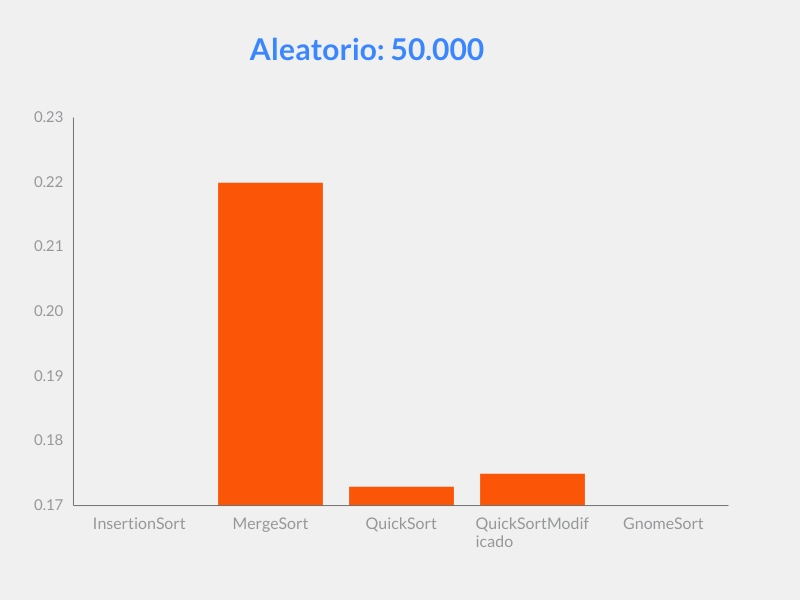 Aleatorio: 50.000
0.23
0.22
0.21
0.20
0.19
0.18
0.17
InsertionSort
MergeSort
QuickSort
QuickSortModif
icado
GnomeSort